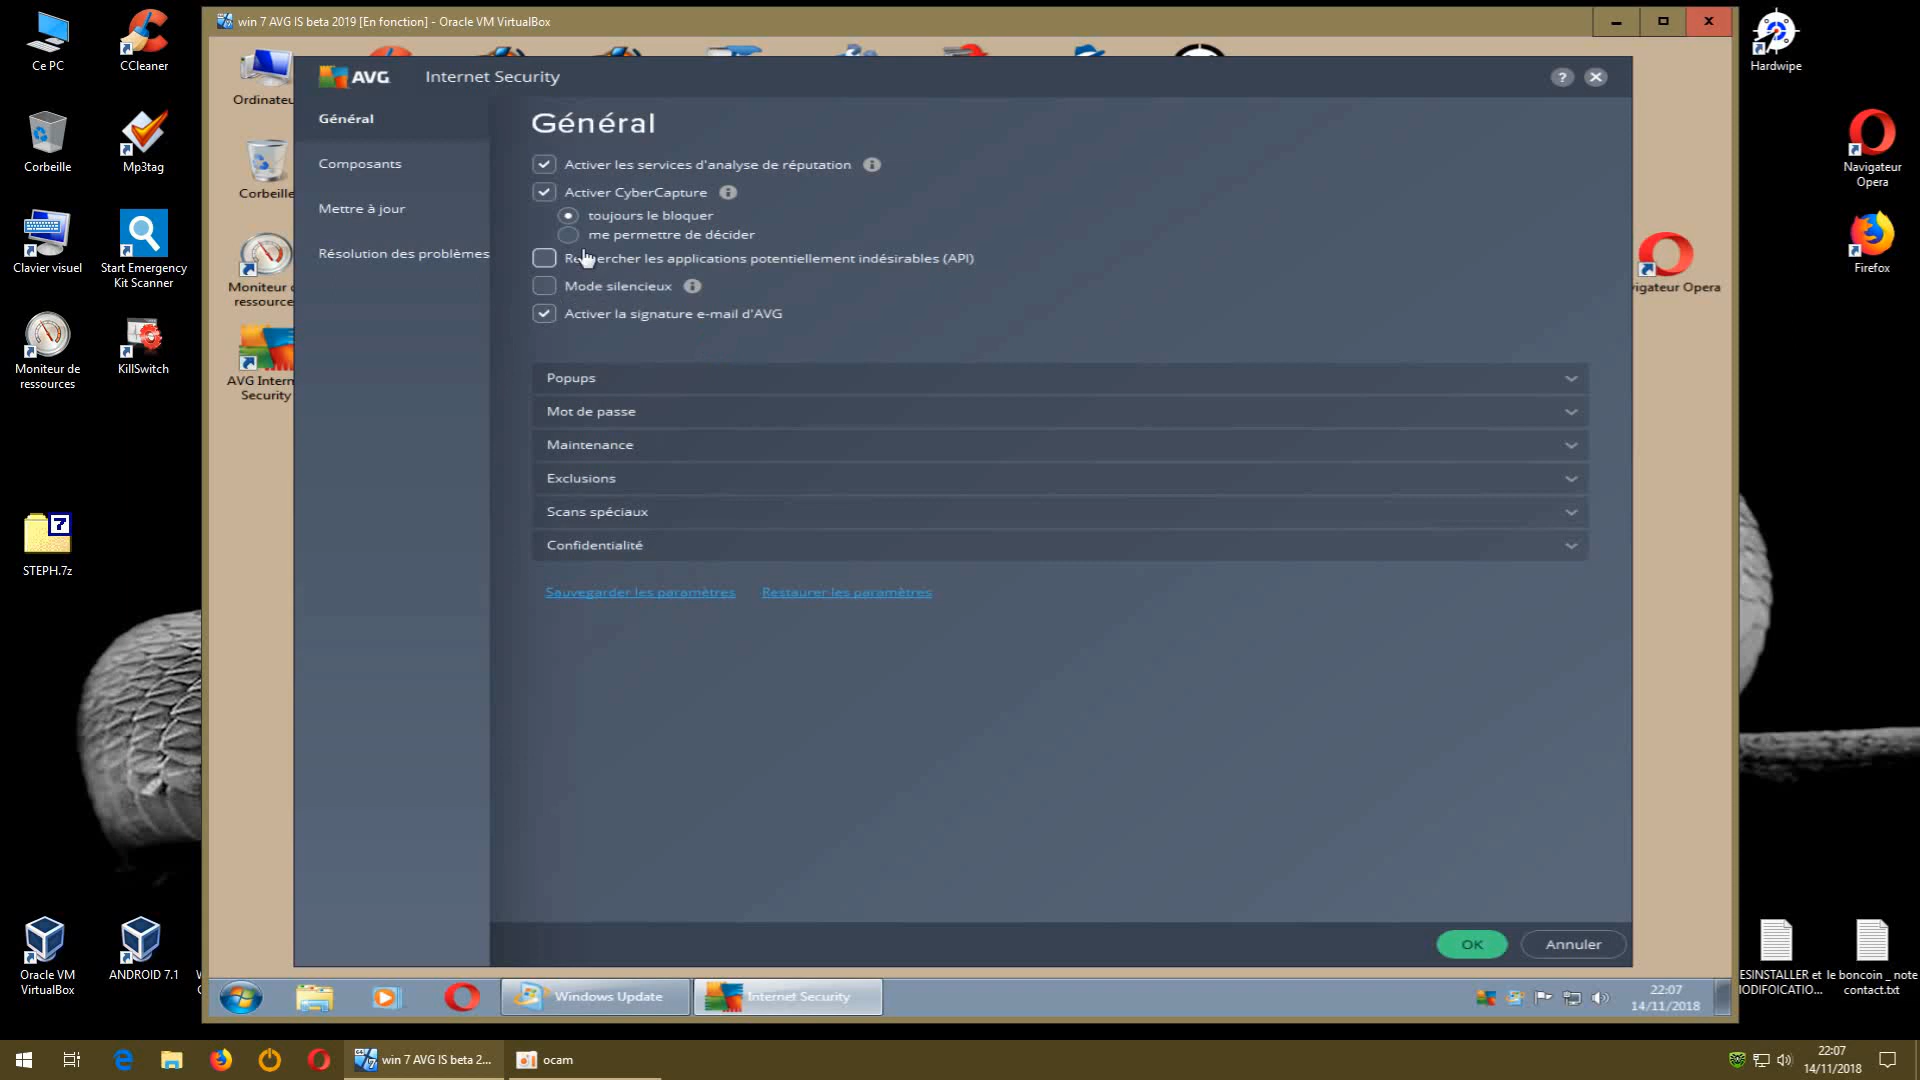 win 7 AVG IS beta 2019 [En fonction] - Oracle VM VirtualBox
Ce PC
CCleaner
Corbeille
Mp3tag
Clavier visuel
Start Emergency
Kit Scanner
Moniteur de
ressources
KillSwitch
STEPH.7z
Oracle VM
VirtualBox
ANDROID 7.1
Hardwipe
Navigateur
Opera
Firefox
ESINSTALLER et
le boncoin _ note
contact.txt
Ordinateu
Corbeille
Moniteur d
ressource
AVG Intern
Security
vigateur Opera
AVG
Internet Security
?
Général
Composants
Mettre à jour
Résolution des problèmes
Général
Activer les services d'analyse de réputation
Activer CyberCapture
toujours le bloquer
me permettre de décider
les applications potentiellement indésirables (API)
Mode silencieux
Activer la signature e-mail d'AVG
Popups
Mot de passe
Maintenance
Exclusions
Scans spéciaux
Confidentialité
Sauvegarder les paramètres
Restaurer les paramètres
OK
Annuler
Windows Update
Internet Security
22:07
14/11/2018
win 7 AVG IS beta 2...
ocam
22:07
14/11/2018